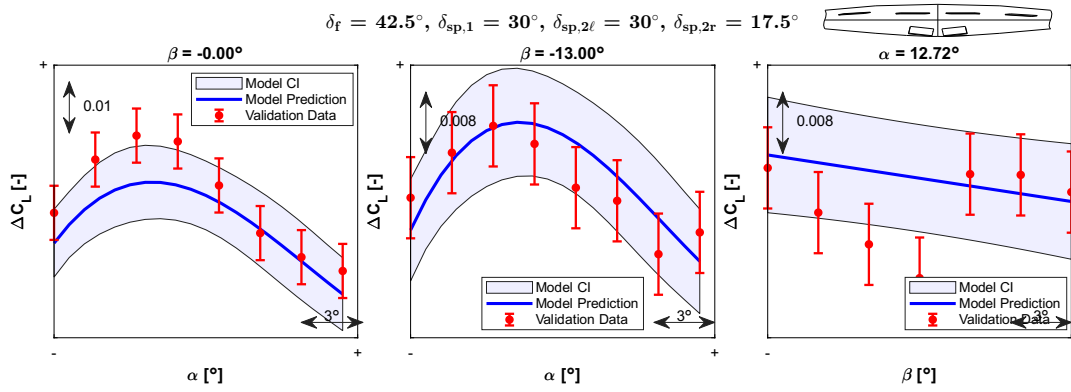 δf = 42.5°, δsp,1 = 30°, δsp,2ℓ = 30°, δsp,2r = 17.5°
β = -0.00°
+
ΔCL [-]
0.01
Model CI
Model Prediction
Validation Data
3°
- +
α [°]
β = -13.00°
+
ΔCL [-]
0.008
Model CI
Model Prediction
Validation Data
3°
- +
α [°]
α = 12.72°
+
ΔCL [-]
0.008
Model CI
Model Prediction
Validation Data
3°
- +
β [°]